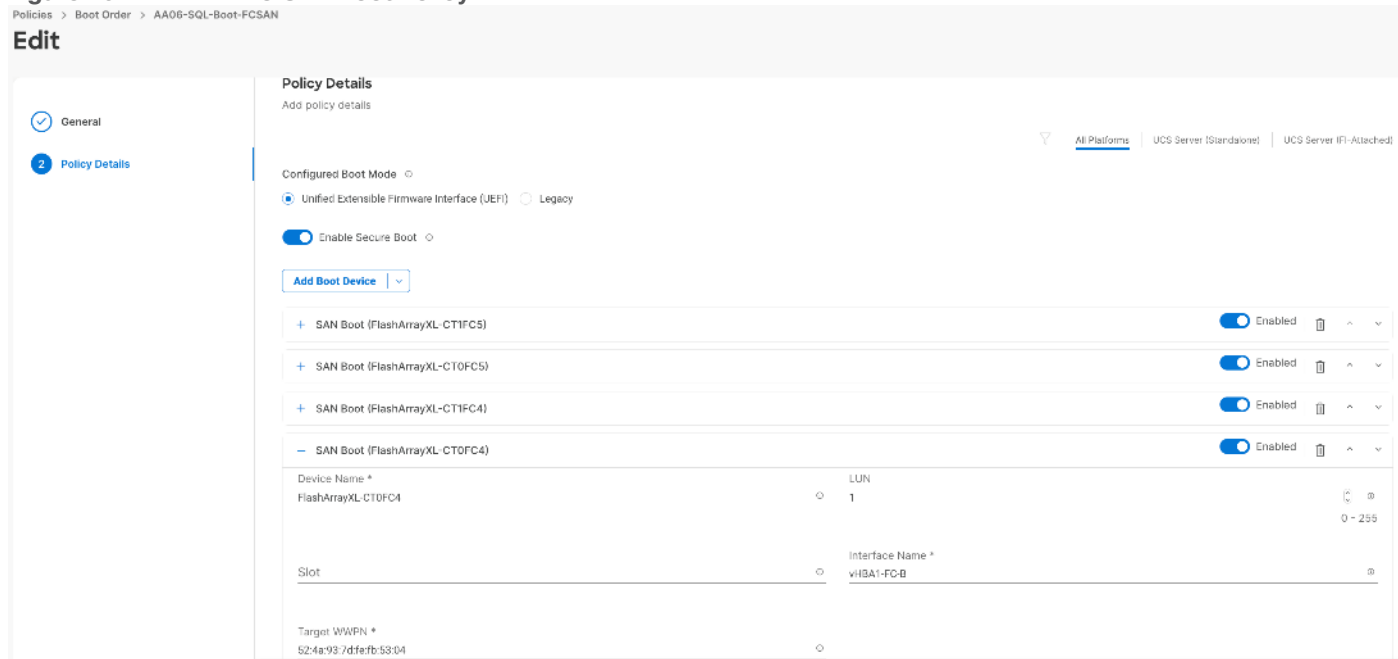 Policies > Boot Order > AA06-SQL-Boot-FCSAN
Edit
General
2 Policy Details
Policy Details
Add policy details
All Platforms | UCS Server (Standalone) | UCS Server (FI-Attached)
Configured Boot Mode
Unified Extensible Firmware Interface (UEFI) Legacy
Enable Secure Boot
Add Boot Device
+ SAN Boot (FlashArrayXL-CT1FC5) Enabled
+ SAN Boot (FlashArrayXL-CT0FC5) Enabled
+ SAN Boot (FlashArrayXL-CT1FC4) Enabled
− SAN Boot (FlashArrayXL-CT0FC4) Enabled
Device Name * LUN
FlashArrayXL-CT0FC4 1
0 - 255
Interface Name *
Slot vHBA1-FC-B
Target WWPN *
52:4a:93:7d:fe:fb:53:04